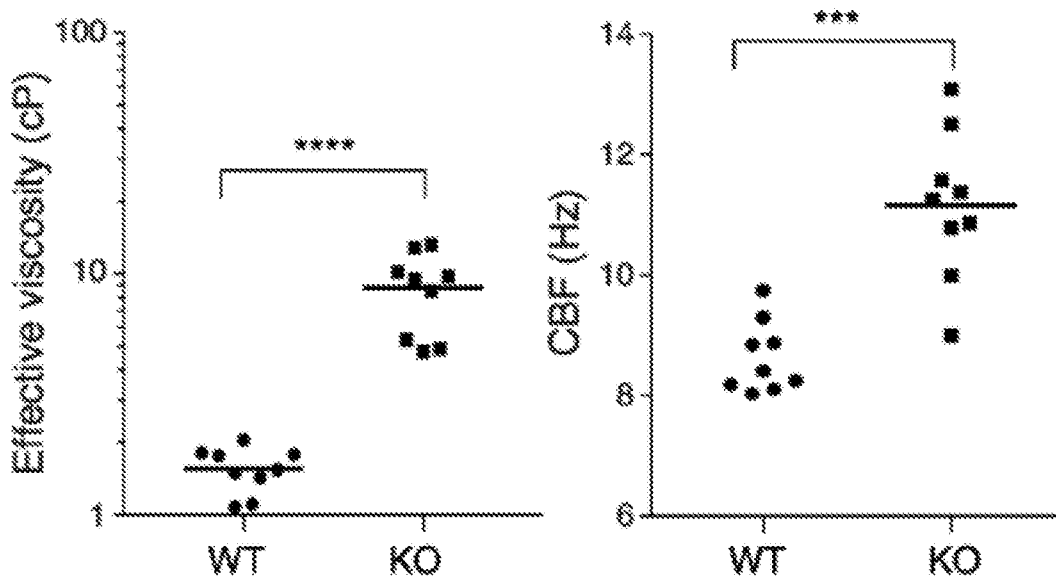 Effective viscosity (cP)
100
10
1
****
WT
KO
CBF (Hz)
14
12
10
8
6
***
WT
KO